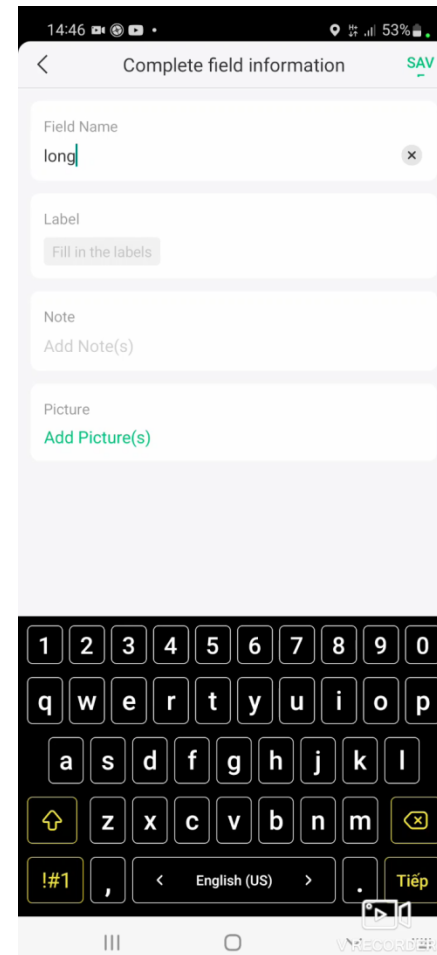 14:46
53%
Complete field information
SAV
Field Name
long
Label
Fill in the labels
Note
Add Note(s)
Picture
Add Picture(s)
1 2 3 4 5 6 7 8 9 0
q w e r t y u i o p
a s d f g h j k l
z x c v b n m
!#1 , < English (US) > . Tiếp
VRECORDER